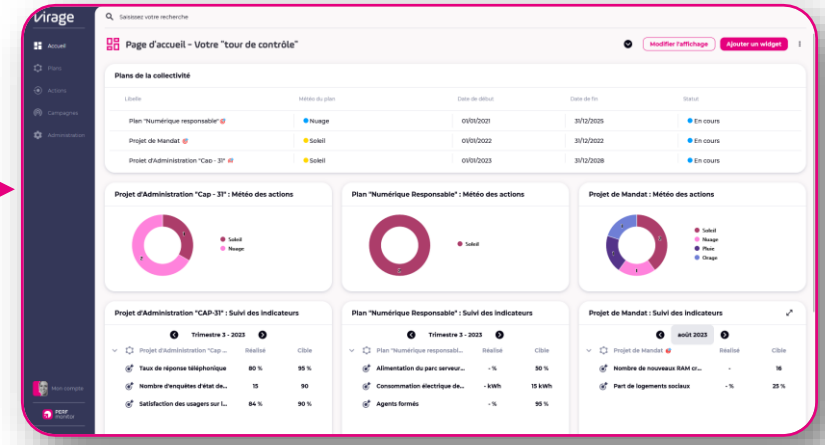 Virage
Saisissez votre recherche
Accueil
Plans
Actions
Campagnes
Administration
Mon compte
PERF
monitor
Page d'accueil - Votre "tour de contrôle"
Modifier l'affichage
Ajouter un widget
Plans de la collectivité
Libellé Météo du plan Date de début Date de fin Statut
Plan "Numérique responsable" Nuage 01/01/2021 31/12/2025 En cours
Projet de Mandat Soleil 01/01/2022 31/12/2022 En cours
Projet d'Administration "Cap - 31" Soleil 01/01/2023 31/12/2028 En cours
Projet d'Administration "Cap - 31" : Météo des actions
Soleil
Nuage
Plan "Numérique Responsable" : Météo des actions
Soleil
Projet de Mandat : Météo des actions
Soleil
Nuage
Pluie
Orage
Projet d'Administration "CAP-31" : Suivi des indicateurs
Trimestre 3 - 2023
Projet d'Administration "Cap ... Réalisé Cible
Taux de réponse téléphonique 80 % 95 %
Nombre d'enquêtes d'état de... 15 90
Satisfaction des usagers sur l... 84 % 90 %
Plan "Numérique Responsable" : Suivi des indicateurs
Trimestre 3 - 2023
Plan "Numérique responsabl... Réalisé Cible
Alimentation du parc serveur... - % 50 %
Consommation électrique de... - kWh 15 kWh
Agents formés - % 95 %
Projet de Mandat : Suivi des indicateurs
août 2023
Projet de Mandat Réalisé Cible
Nombre de nouveaux RAM cr... - 16
Part de logements sociaux - % 25 %